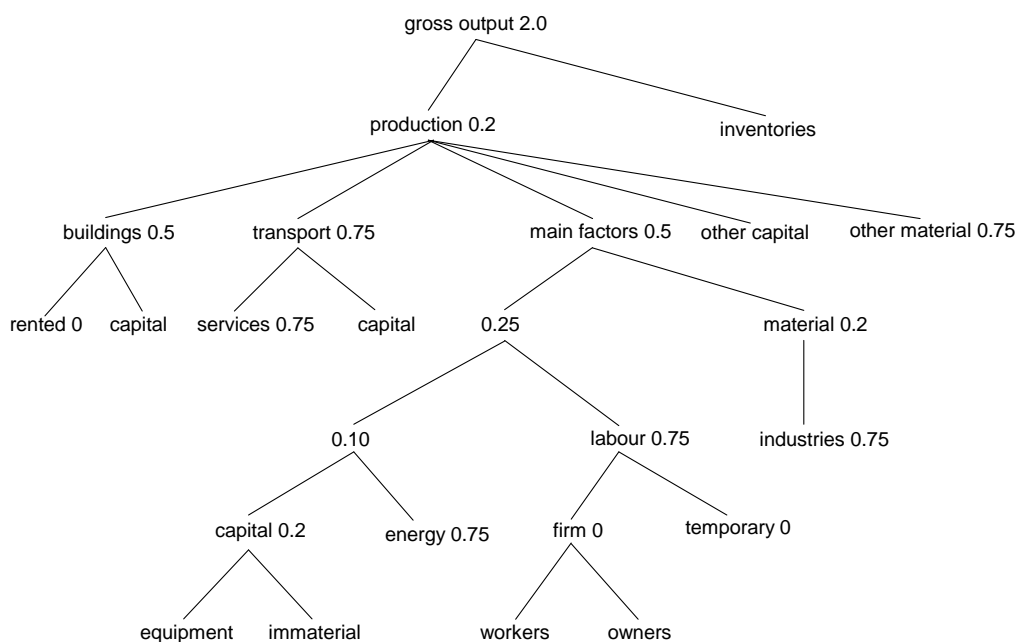 gross output 2.0
production 0.2
inventories
buildings 0.5
transport 0.75
main factors 0.5
other capital
other material 0.75
rented 0
capital
services 0.75
capital
0.25
material 0.2
0.10
labour 0.75
industries 0.75
capital 0.2
energy 0.75
firm 0
temporary 0
equipment
immaterial
workers
owners